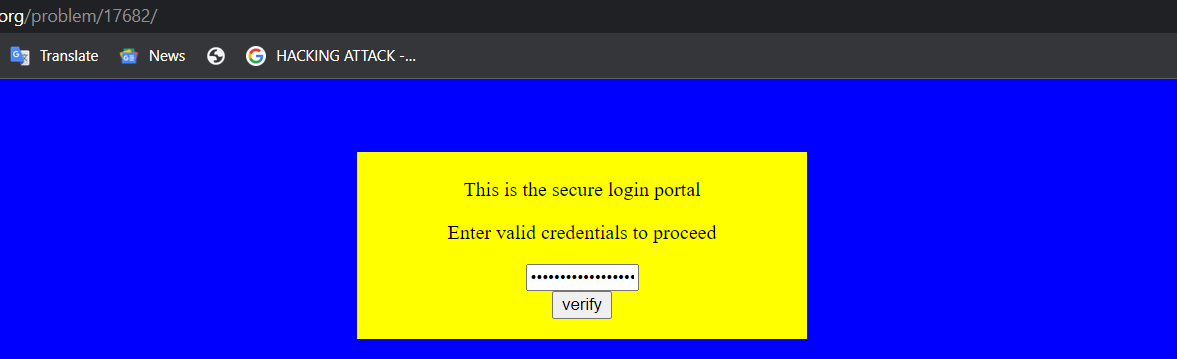 org/problem/17682/
Translate News HACKING ATTACK -...
This is the secure login portal
Enter valid credentials to proceed
••••••••••••••••••
verify